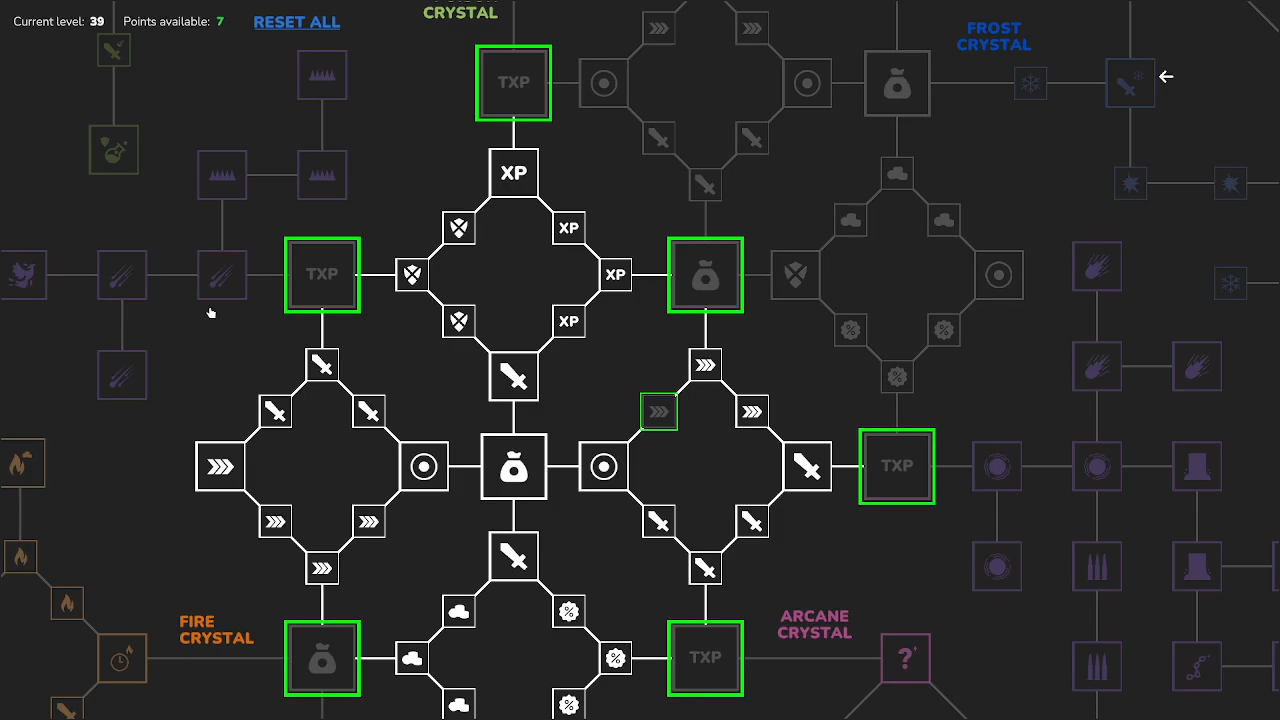 Current level: 39 Points available: 7 RESET ALL
CRYSTAL
FROST
CRYSTAL
TXP
XP
XP
TXP
XP
XP
TXP
FIRE
CRYSTAL
ARCANE
CRYSTAL
TXP
?